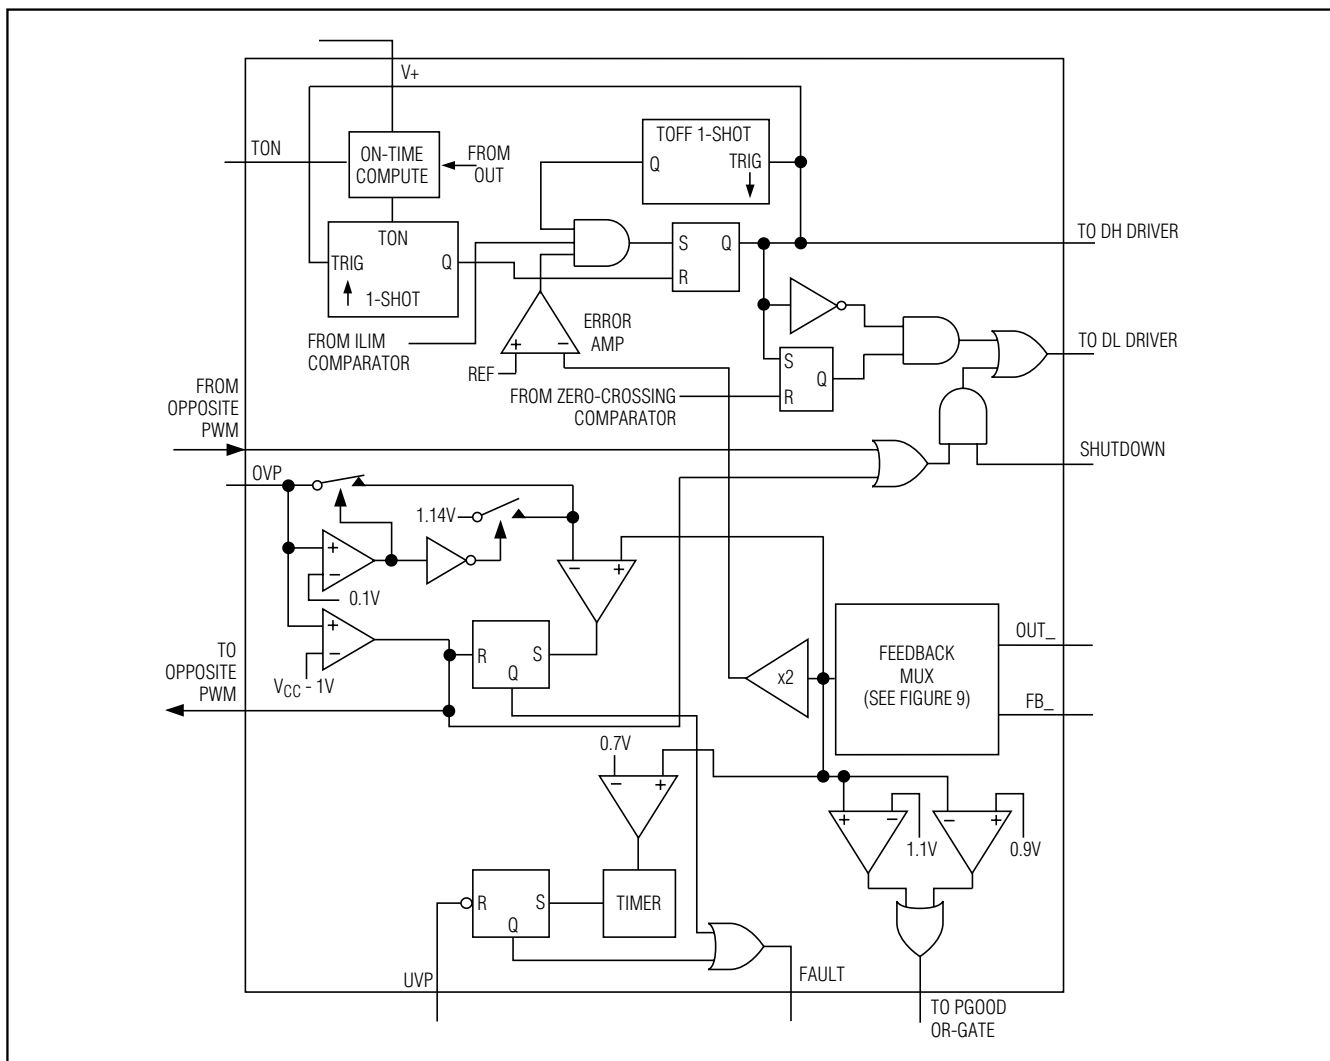 V+
TON
ON-TIME
COMPUTE
FROM
OUT
TOFF 1-SHOT
Q
TRIG
TON
TRIG
Q
1-SHOT
S
Q
R
TO DH DRIVER
FROM ILIM
COMPARATOR
+
−
ERROR
AMP
REF
S
Q
R
TO DL DRIVER
FROM ZERO-CROSSING
COMPARATOR
FROM
OPPOSITE
PWM
SHUTDOWN
OVP
1.14V
+
−
0.1V
−
+
+
−
VCC - 1V
R
S
Q
TO
OPPOSITE
PWM
x2
FEEDBACK
MUX
(SEE FIGURE 9)
OUT_
FB_
0.7V
−
+
+
−
1.1V
−
+
0.9V
R
S
Q
TIMER
UVP
FAULT
TO PGOOD
OR-GATE